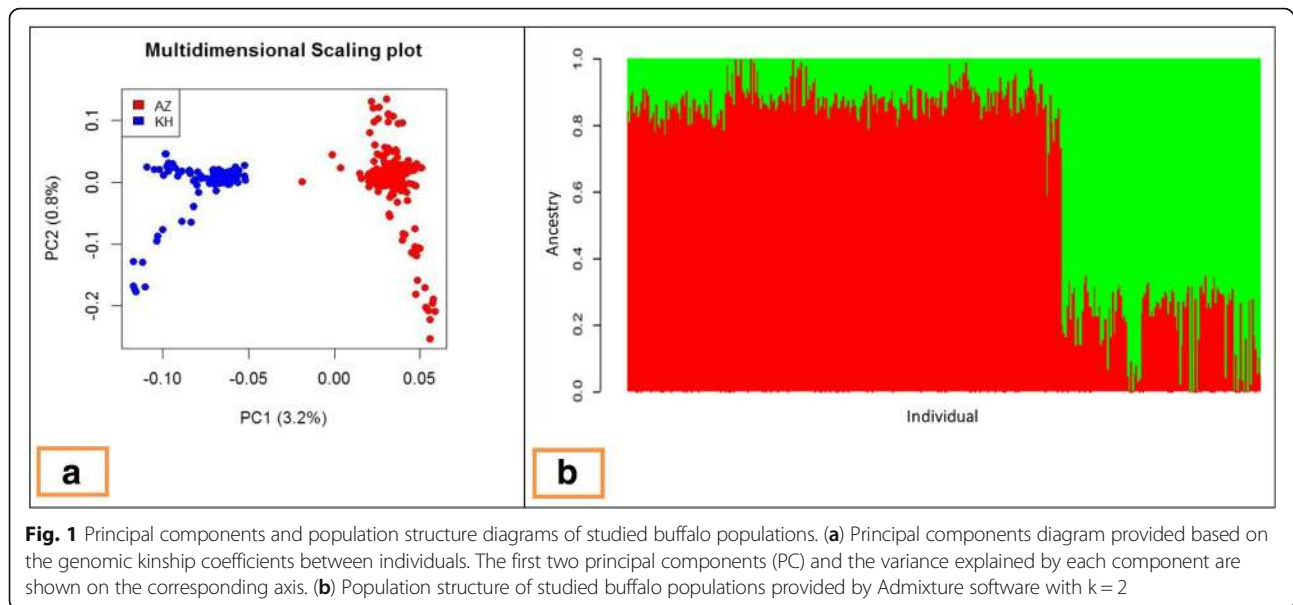 Multidimensional Scaling plot
AZ
KH
0.1
0.0
-0.1
-0.2
PC2 (0.8%)
-0.10
-0.05
0.00
0.05
PC1 (3.2%)
a
1.0
0.8
0.6
0.4
0.2
0.0
Ancestry
Individual
b
Fig. 1 Principal components and population structure diagrams of studied buffalo populations. (a) Principal components diagram provided based on
the genomic kinship coefficients between individuals. The first two principal components (PC) and the variance explained by each component are
shown on the corresponding axis. (b) Population structure of studied buffalo populations provided by Admixture software with k = 2